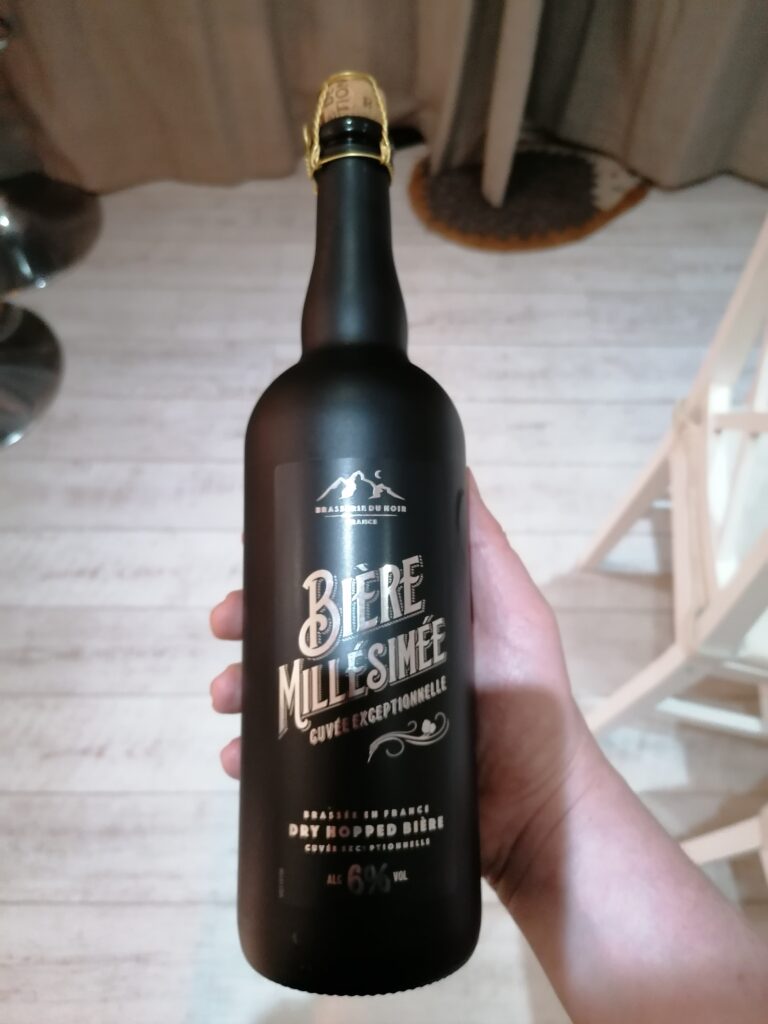 BRASSERIE DU NOIR
FRANCE
BIÈRE
MILLÉSIMÉE
CUVÉE EXCEPTIONNELLE
BRASSÉE EN FRANCE
DRY HOPPED BIÈRE
CUVÉE EXCEPTIONNELLE
ALC 6% VOL